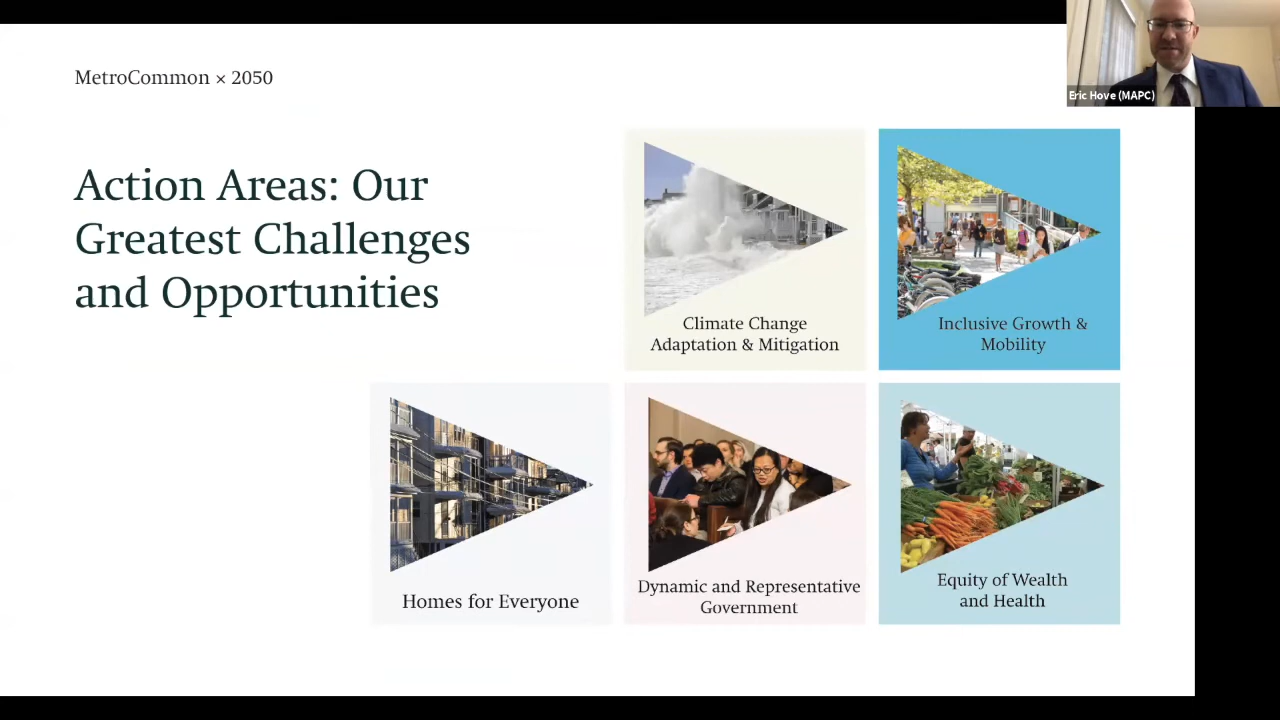 MetroCommon × 2050
Eric Hove (MAPC)
Action Areas: Our
Greatest Challenges
and Opportunities
Climate Change
Adaptation & Mitigation
Inclusive Growth &
Mobility
Homes for Everyone
Dynamic and Representative
Government
Equity of Wealth
and Health